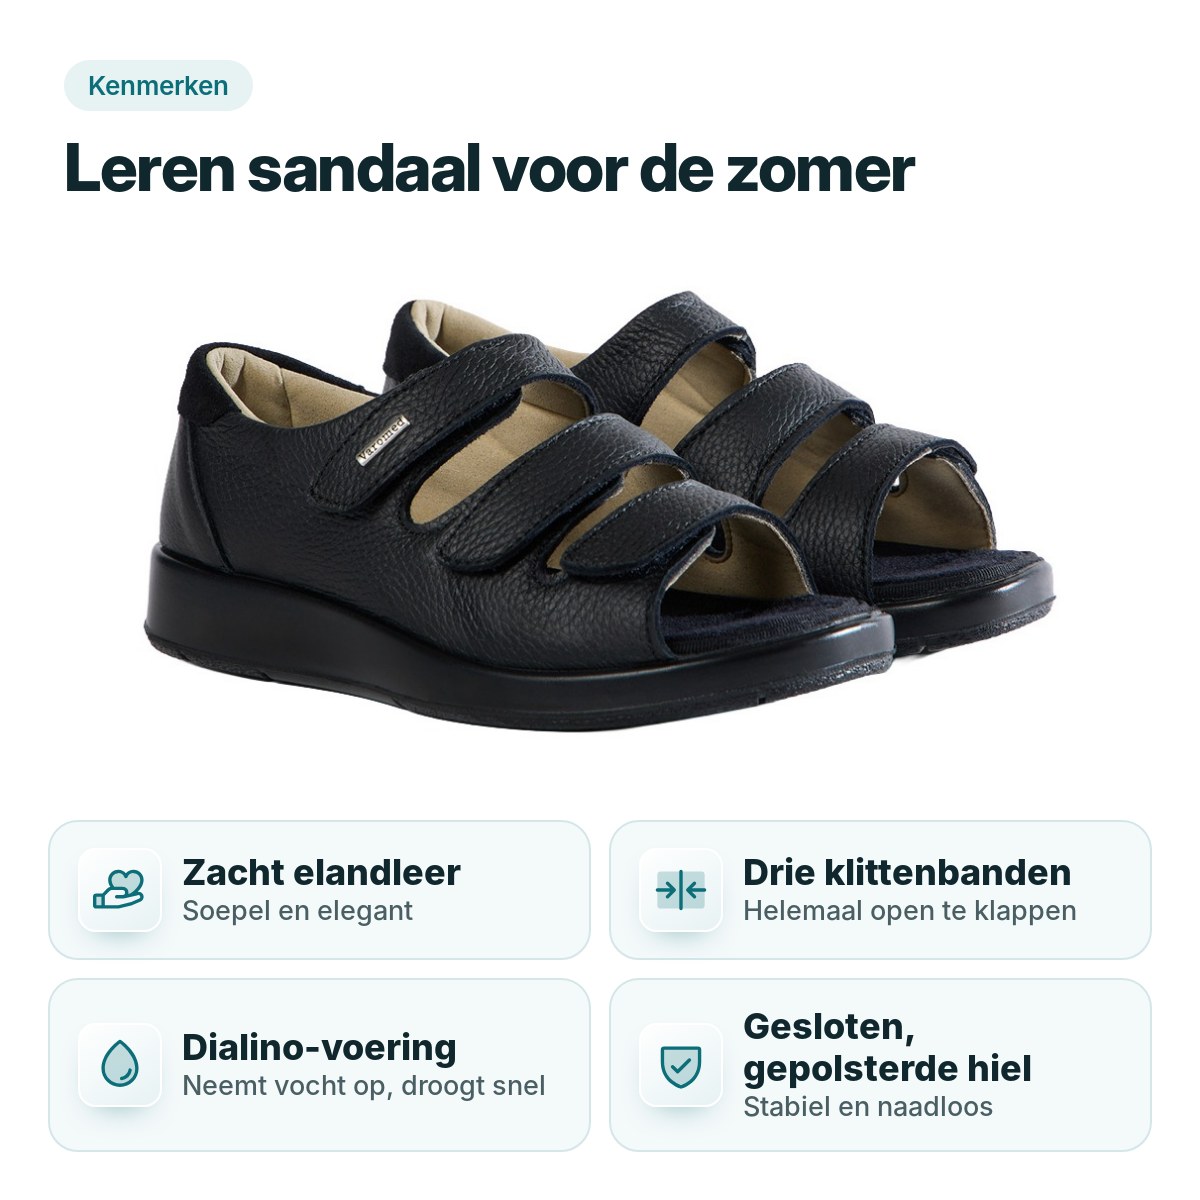 Kenmerken
Leren sandaal voor de zomer
Varomed
Zacht elandleer
Soepel en elegant
Drie klittenbanden
Helemaal open te klappen
Dialino-voering
Neemt vocht op, droogt snel
Gesloten,
gepolsterde hiel
Stabiel en naadloos